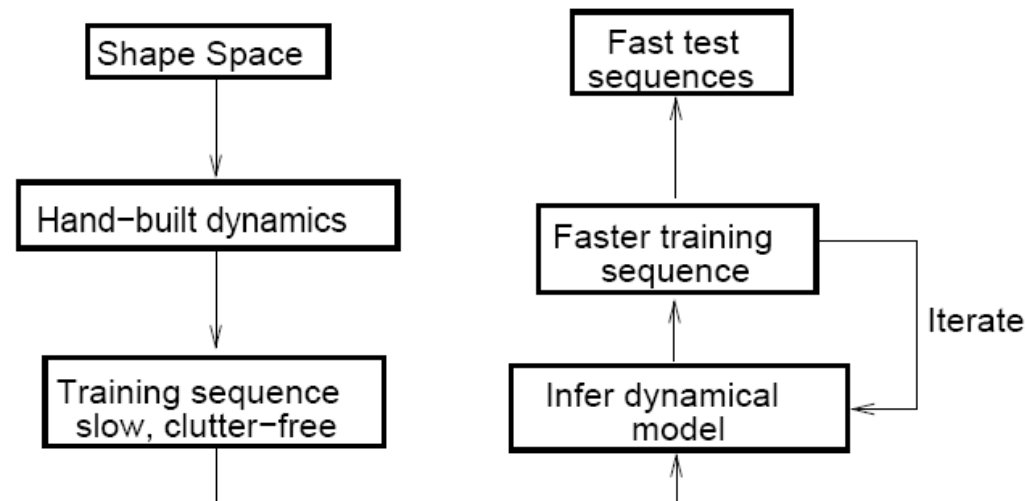 Shape Space
Hand-built dynamics
Training sequence
slow, clutter-free
Fast test
sequences
Faster training
sequence
Iterate
Infer dynamical
model